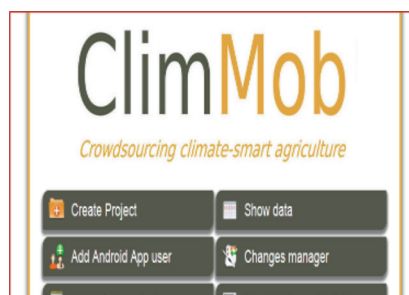 ClimMob
Crowdsourcing climate-smart agriculture
Create Project
Show data
Add Android App user
Changes manager